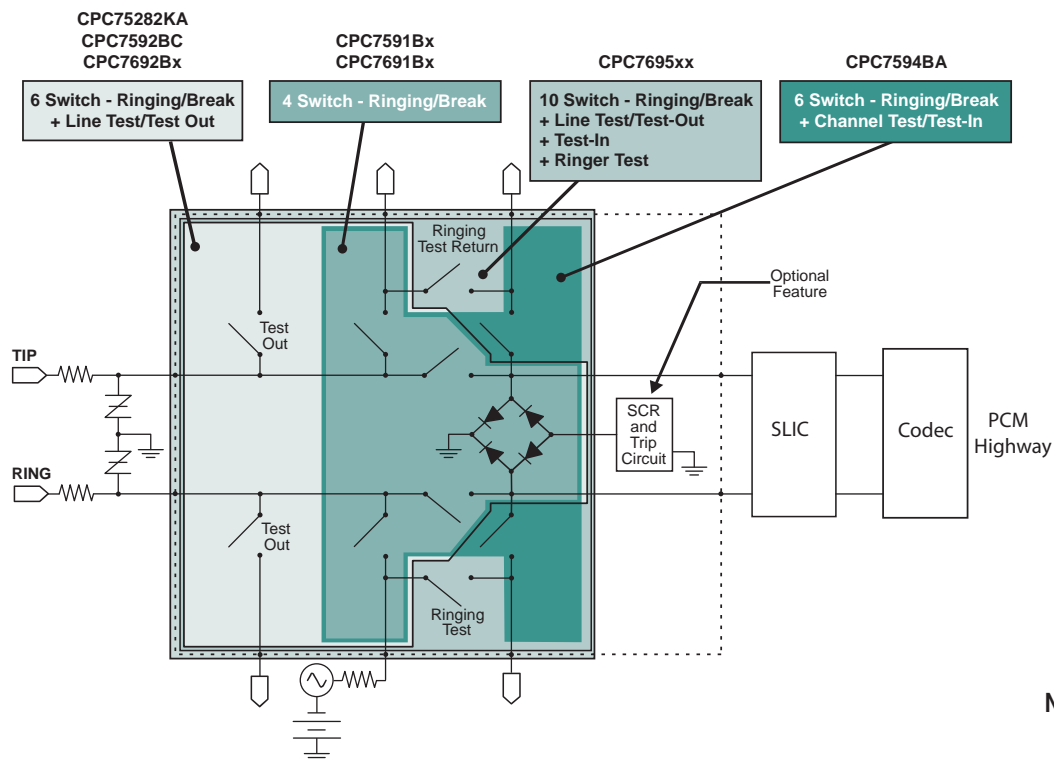 CPC75282KA
CPC7592BC
CPC7692Bx
6 Switch - Ringing/Break
+ Line Test/Test Out
CPC7591Bx
CPC7691Bx
4 Switch - Ringing/Break
CPC7695xx
10 Switch - Ringing/Break
+ Line Test/Test-Out
+ Test-In
+ Ringer Test
CPC7594BA
6 Switch - Ringing/Break
+ Channel Test/Test-In
Ringing
Test Return
Optional
Feature
Test
Out
TIP
SCR
and
Trip
Circuit
SLIC
Codec
PCM
Highway
RING
Test
Out
Ringing
Test